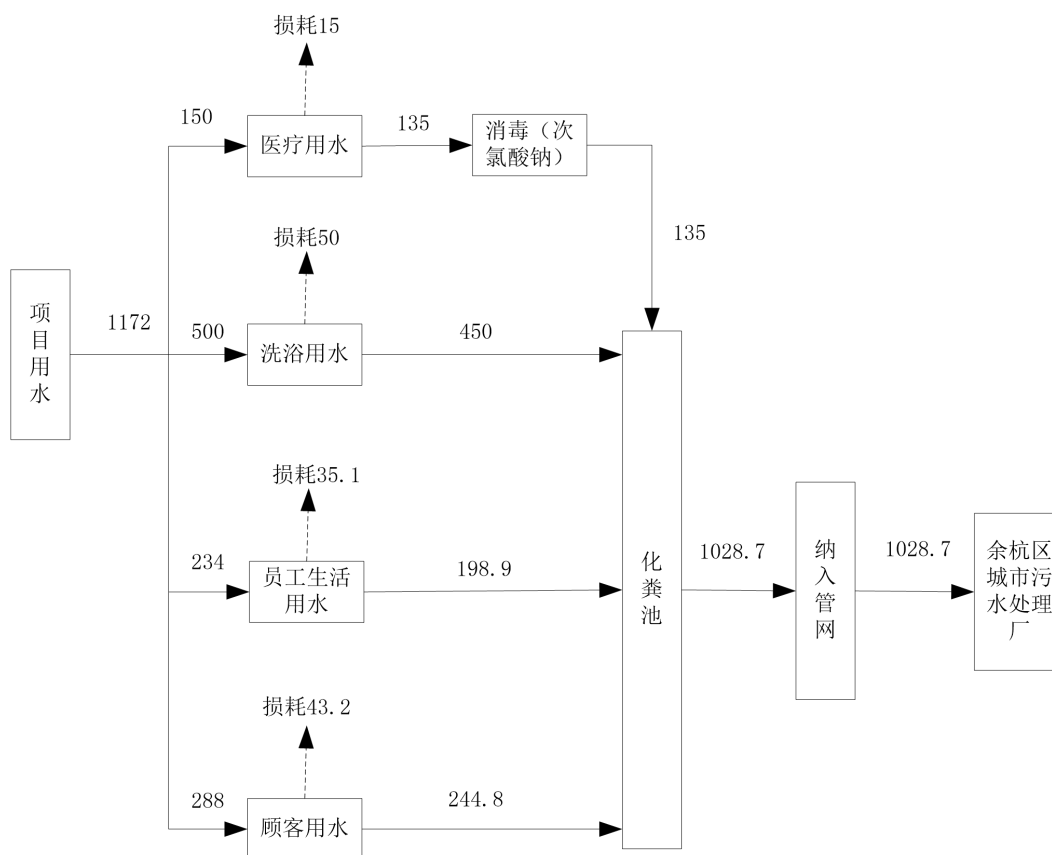 损耗15
150
医疗用水
135
消毒（次
氯酸钠）
135
损耗50
项
目
用
水
1172
500
洗浴用水
450
损耗35.1
234
员工生活
用水
198.9
化
粪
池
1028.7
纳
入
管
网
1028.7
余杭区
城市污
水处理
厂
损耗43.2
288
顾客用水
244.8